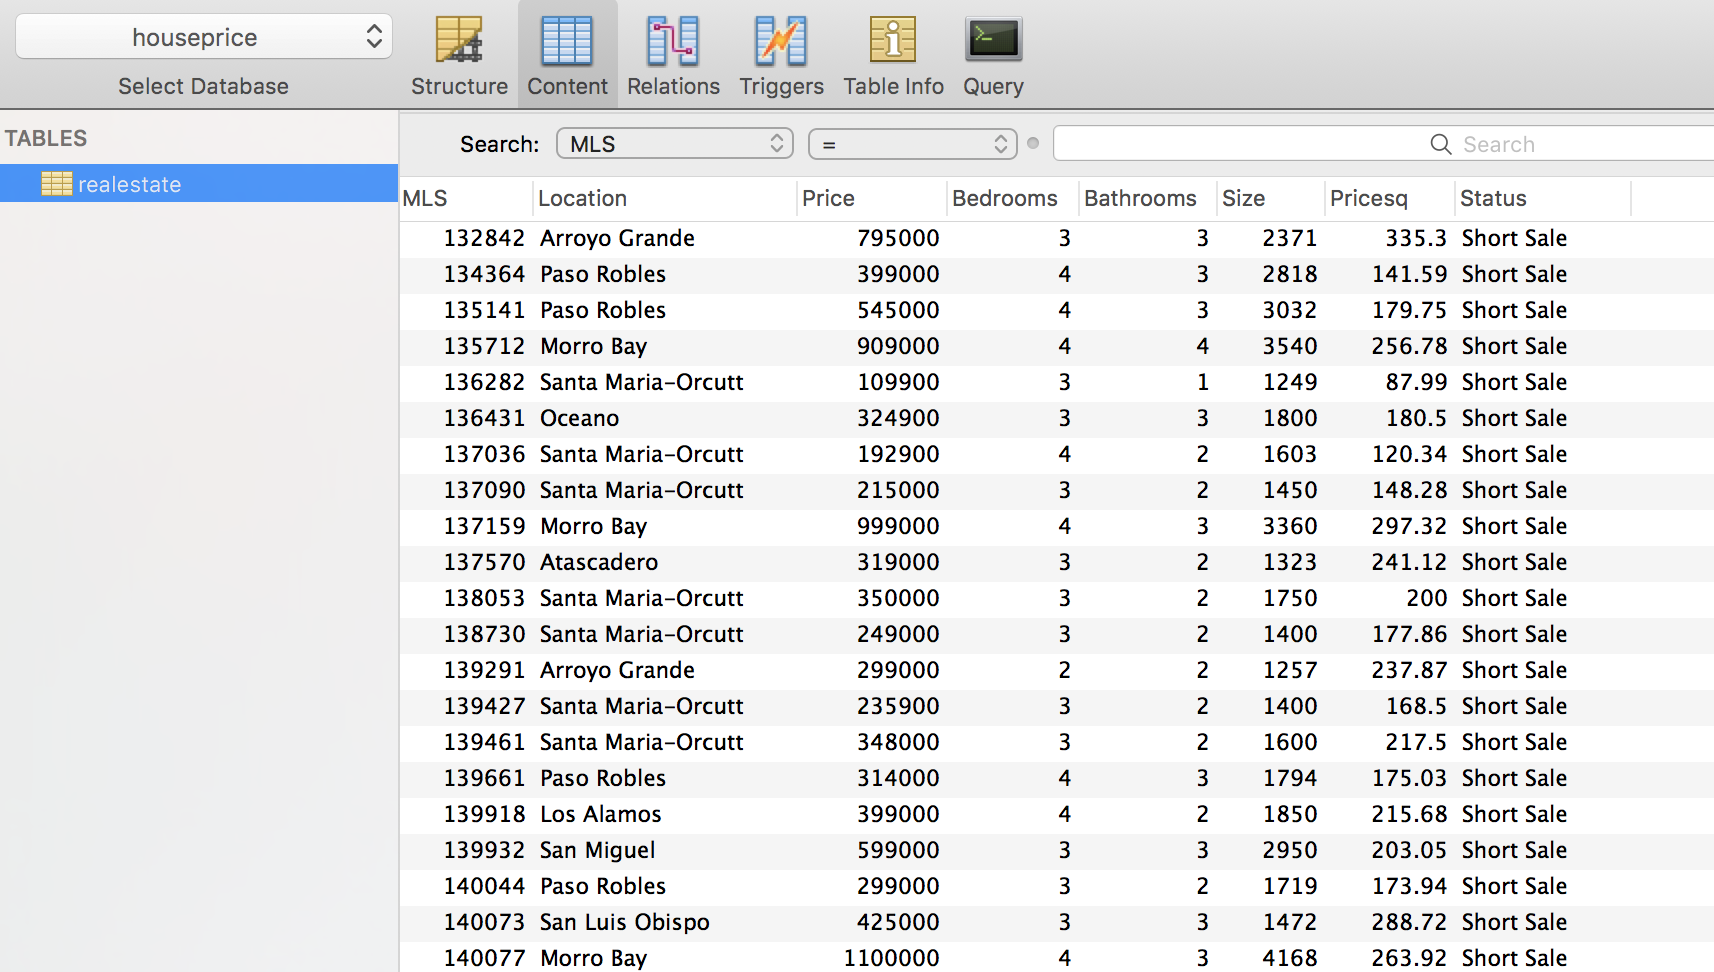 houseprice
Select Database
Structure Content Relations Triggers Table Info Query
TABLES
realestate
Search: MLS = Search
MLS Location Price Bedrooms Bathrooms Size Pricesq Status
132842 Arroyo Grande 795000 3 3 2371 335.3 Short Sale
134364 Paso Robles 399000 4 3 2818 141.59 Short Sale
135141 Paso Robles 545000 4 3 3032 179.75 Short Sale
135712 Morro Bay 909000 4 4 3540 256.78 Short Sale
136282 Santa Maria-Orcutt 109900 3 1 1249 87.99 Short Sale
136431 Oceano 324900 3 3 1800 180.5 Short Sale
137036 Santa Maria-Orcutt 192900 4 2 1603 120.34 Short Sale
137090 Santa Maria-Orcutt 215000 3 2 1450 148.28 Short Sale
137159 Morro Bay 999000 4 3 3360 297.32 Short Sale
137570 Atascadero 319000 3 2 1323 241.12 Short Sale
138053 Santa Maria-Orcutt 350000 3 2 1750 200 Short Sale
138730 Santa Maria-Orcutt 249000 3 2 1400 177.86 Short Sale
139291 Arroyo Grande 299000 2 2 1257 237.87 Short Sale
139427 Santa Maria-Orcutt 235900 3 2 1400 168.5 Short Sale
139461 Santa Maria-Orcutt 348000 3 2 1600 217.5 Short Sale
139661 Paso Robles 314000 4 3 1794 175.03 Short Sale
139918 Los Alamos 399000 4 2 1850 215.68 Short Sale
139932 San Miguel 599000 3 3 2950 203.05 Short Sale
140044 Paso Robles 299000 3 2 1719 173.94 Short Sale
140073 San Luis Obispo 425000 3 3 1472 288.72 Short Sale
140077 Morro Bay 1100000 4 3 4168 263.92 Short Sale